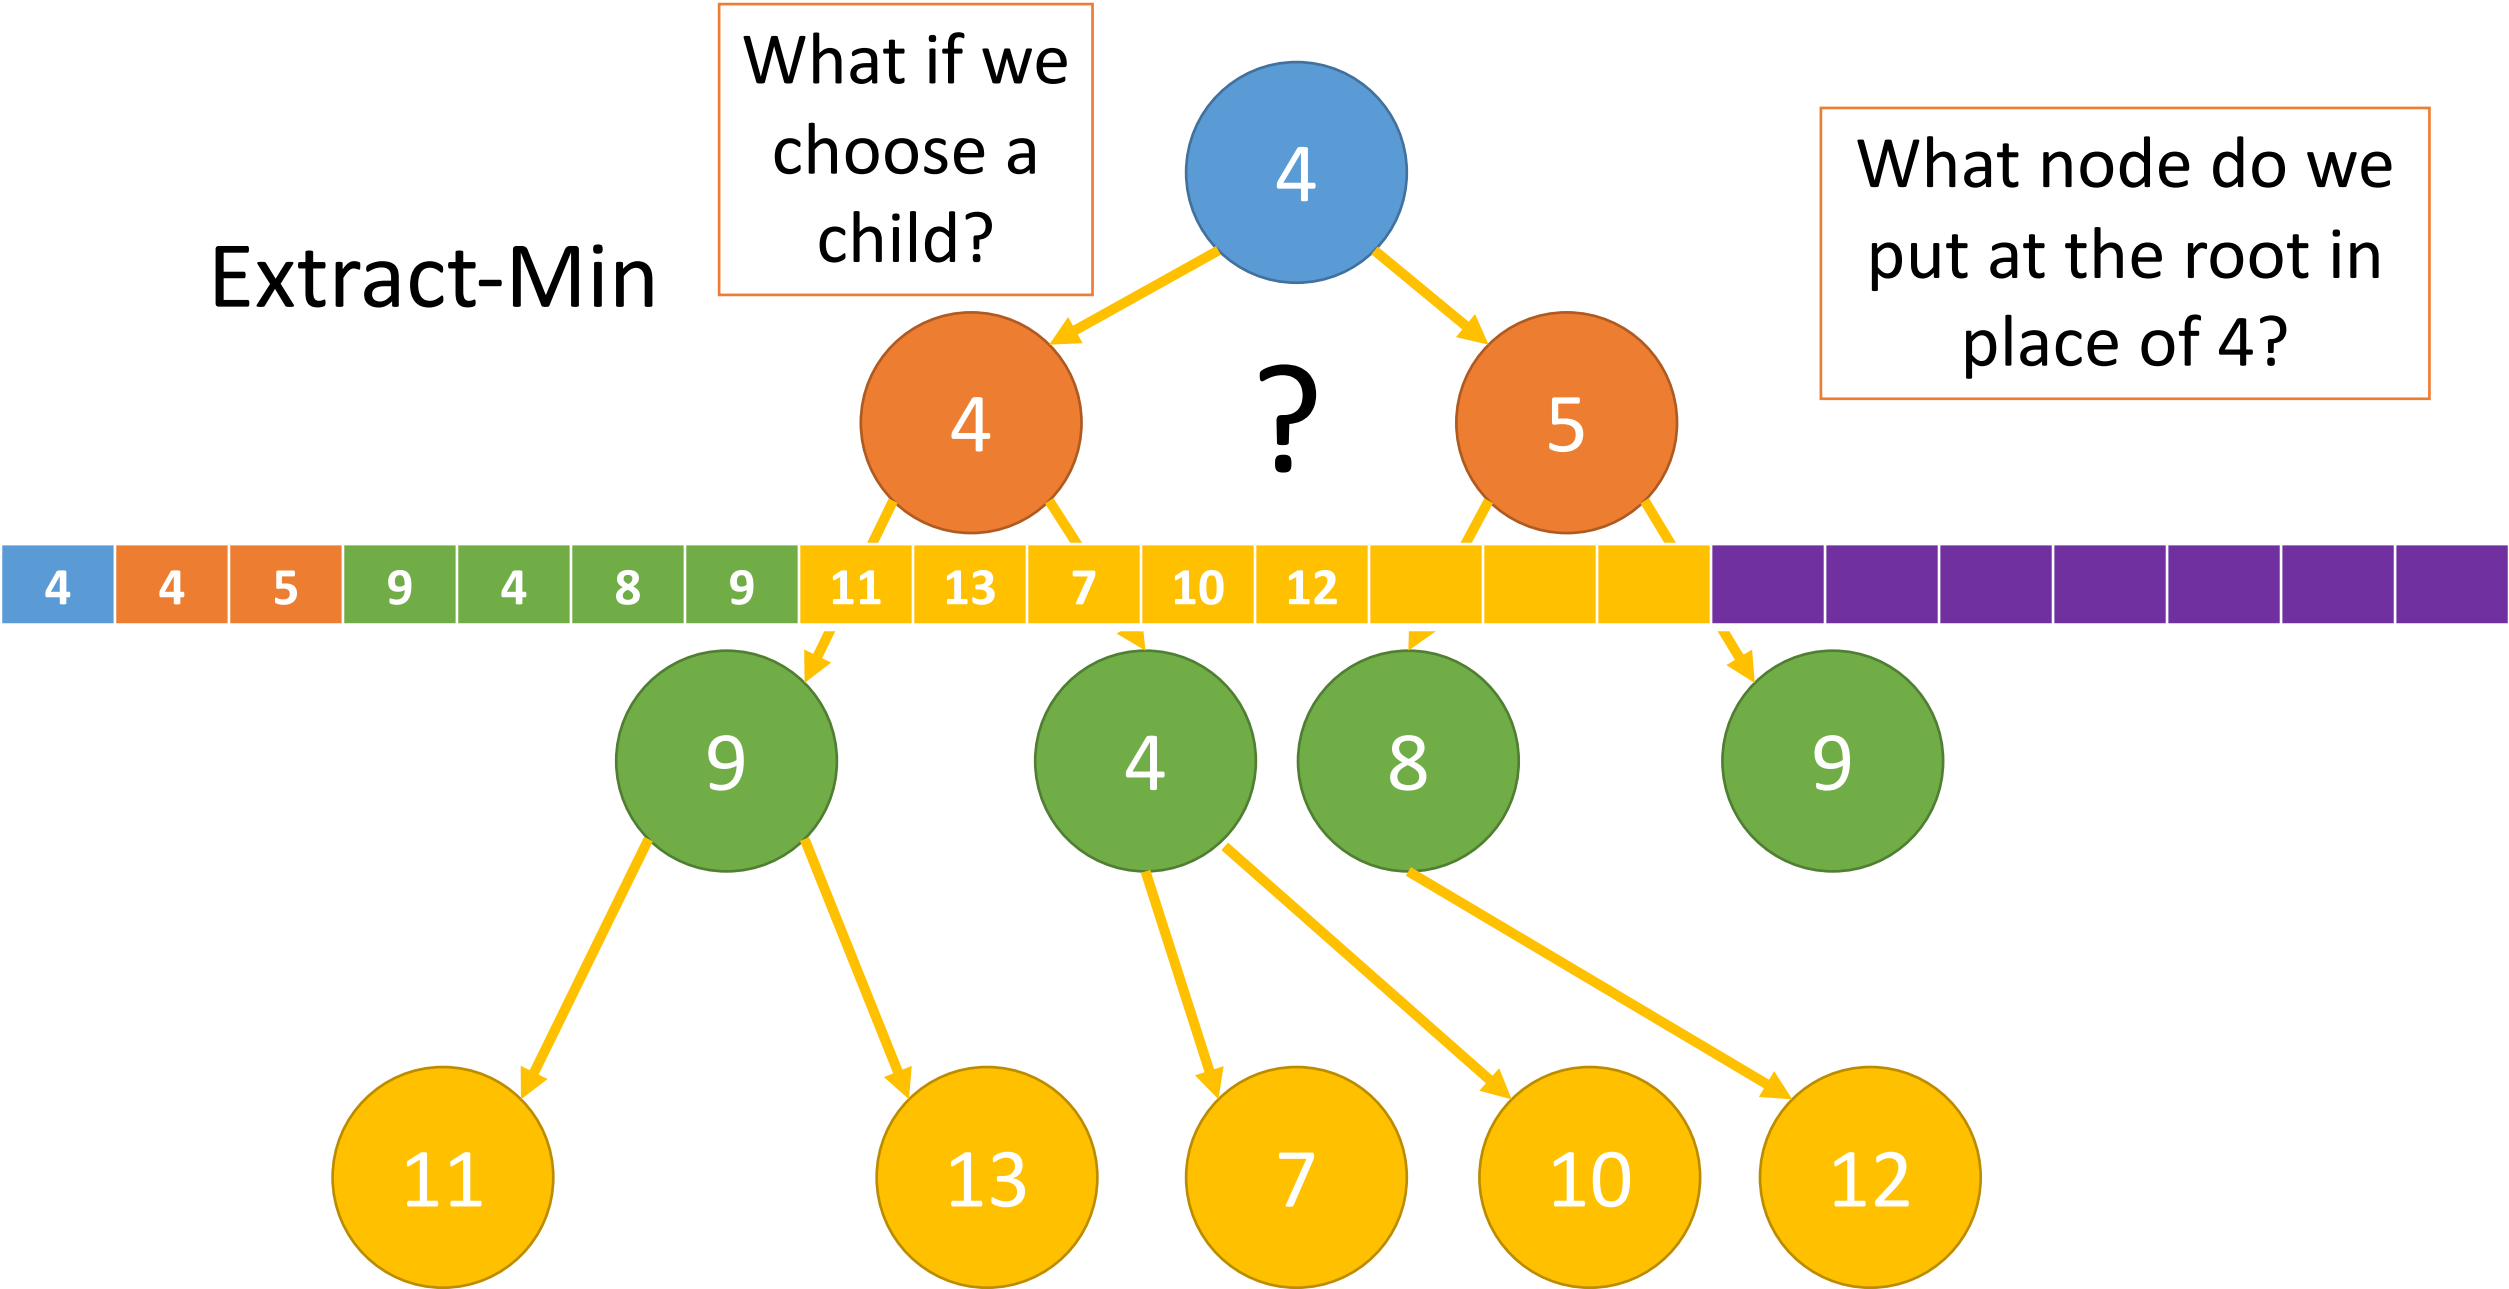 What if we
choose a
child?
Extract-Min
What node do we
put at the root in
place of 4?
4
4
?
5
4 4 5 9 4 8 9 11 13 7 10 12
9 4 8 9
11 13 7 10 12